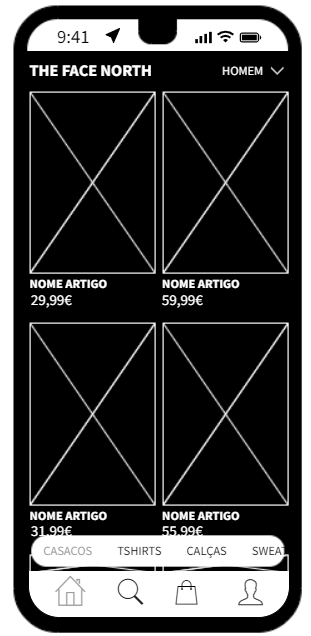 9:41
THE FACE NORTH HOMEM
NOME ARTIGO NOME ARTIGO
29,99€ 59,99€
NOME ARTIGO NOME ARTIGO
31,99€ 55,99€
CASACOS TSHIRTS CALÇAS SWEAT